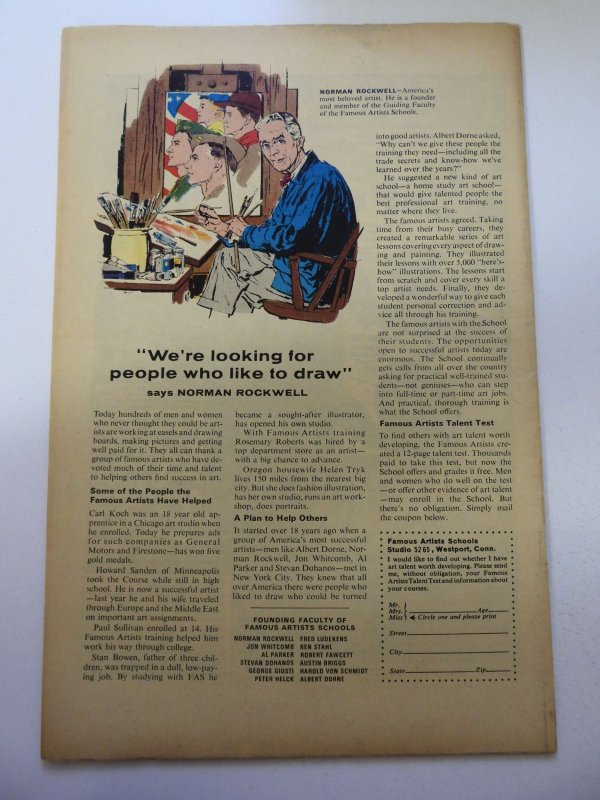 NORMAN ROCKWELL—America's
most beloved artist. He is a founder
and member of the Guiding Faculty
of the Famous Artists Schools.
"We're looking for
people who like to draw"
says NORMAN ROCKWELL
Today hundreds of men and women
who never thought they could be art-
ists are working at easels and drawing
boards, making pictures and getting
well paid for it. They all can thank a
group of famous artists who have de-
voted much of their time and talent
to helping others find success in art.
Some of the People the
Famous Artists Have Helped
Carl Koch was an 18 year old ap-
prentice in a Chicago art studio when
he enrolled. Today he prepares ads
for such companies as General
Motors and Firestone—has won five
gold medals.
Howard Sanden of Minneapolis
took the Course while still in high
school. He is now a successful artist
—last year he and his wife traveled
through Europe and the Middle East
on important art assignments.
Paul Sullivan enrolled at 14. His
Famous Artists training helped him
work his way through college.
Stan Bowen, father of three chil-
dren, was trapped in a dull, low-pay-
ing job. By studying with FAS he
became a sought-after illustrator,
has opened his own studio.
With Famous Artists training
Rosemary Roberts was hired by a
top department store as an artist—
with a big chance to advance.
Oregon housewife Helen Tryk
lives 150 miles from the nearest big
city. But she does fashion illustration,
has her own studio, runs an art work-
shop, does portraits.
A Plan to Help Others
It started over 18 years ago when a
group of America's most successful
artists—men like Albert Dorne, Nor-
man Rockwell, Jon Whitcomb, Al
Parker and Stevan Dohanos—met in
New York City. They knew that all
over America there were people who
liked to draw who could be turned
FOUNDING FACULTY OF
FAMOUS ARTISTS SCHOOLS
NORMAN ROCKWELL FRED LUDEKENS
JON WHITCOMB BEN STAHL
AL PARKER ROBERT FAWCETT
STEVAN DOHANOS AUSTIN BRIGGS
GEORGE GIUSTI HAROLD VON SCHMIDT
PETER HELCK ALBERT DORNE
into good artists. Albert Dorne asked,
"Why can't we give these people the
training they need—including all the
trade secrets and know-how we've
learned over the years?"
He suggested a new kind of art
school—a home study art school—
that would give talented people the
best professional art training, no
matter where they live.
The famous artists agreed. Taking
time from their busy careers, they
created a remarkable series of art
lessons covering every aspect of draw-
ing and painting. They illustrated
their lessons with over 5,000 "here's-
how" illustrations. The lessons start
from scratch and cover every skill a
top artist needs. Finally, they de-
veloped a wonderful way to give each
student personal correction and ad-
vice all through his training.
The famous artists with the School
are not surprised at the success of
their students. The opportunities
open to successful artists today are
enormous. The School continually
gets calls from all over the country
asking for practical well-trained stu-
dents—not geniuses—who can step
into full-time or part-time art jobs.
And practical, thorough training is
what the School offers.
Famous Artists Talent Test
To find others with art talent worth
developing, the Famous Artists cre-
ated a 12-page talent test. Thousands
paid to take this test, but now the
School offers and grades it free. Men
and women who do well on the test
—or offer other evidence of art talent
—may enroll in the School. But
there's no obligation. Simply mail
the coupon below.
Famous Artists Schools
Studio 5265, Westport, Conn.
I would like to find out whether I have
art talent worth developing. Please send
me, without obligation, your Famous
Artists Talent Test and information about
your courses.
Mr.
Mrs. Age
Miss Circle one and please print
Street
City
State Zip